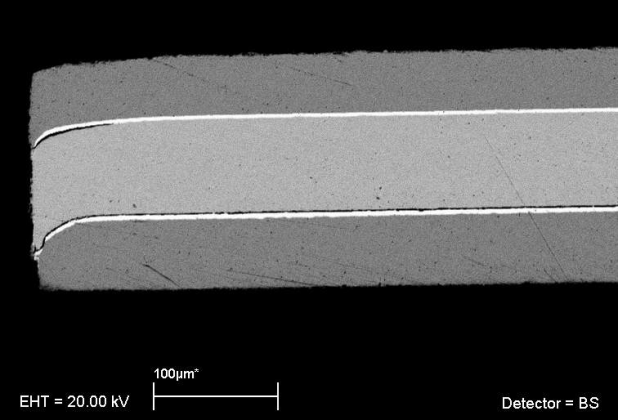 100µm*
EHT = 20.00 kV
Detector = BS